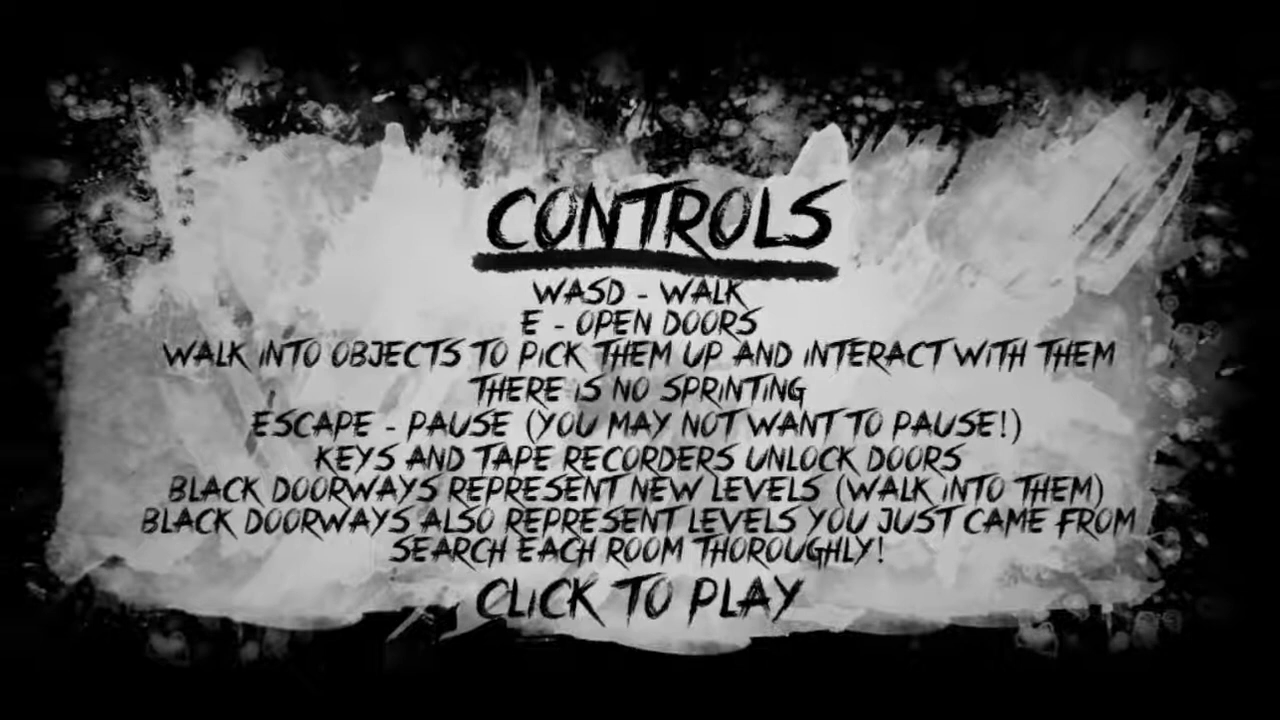 CONTROLS
WASD - WALK
E - OPEN DOORS
WALK INTO OBJECTS TO PICK THEM UP AND INTERACT WITH THEM
THERE IS NO SPRINTING
ESCAPE - PAUSE (YOU MAY NOT WANT TO PAUSE!)
KEYS AND TAPE RECORDERS UNLOCK DOORS
BLACK DOORWAYS REPRESENT NEW LEVELS (WALK INTO THEM)
BLACK DOORWAYS ALSO REPRESENT LEVELS YOU JUST CAME FROM
SEARCH EACH ROOM THOROUGHLY!
CLICK TO PLAY